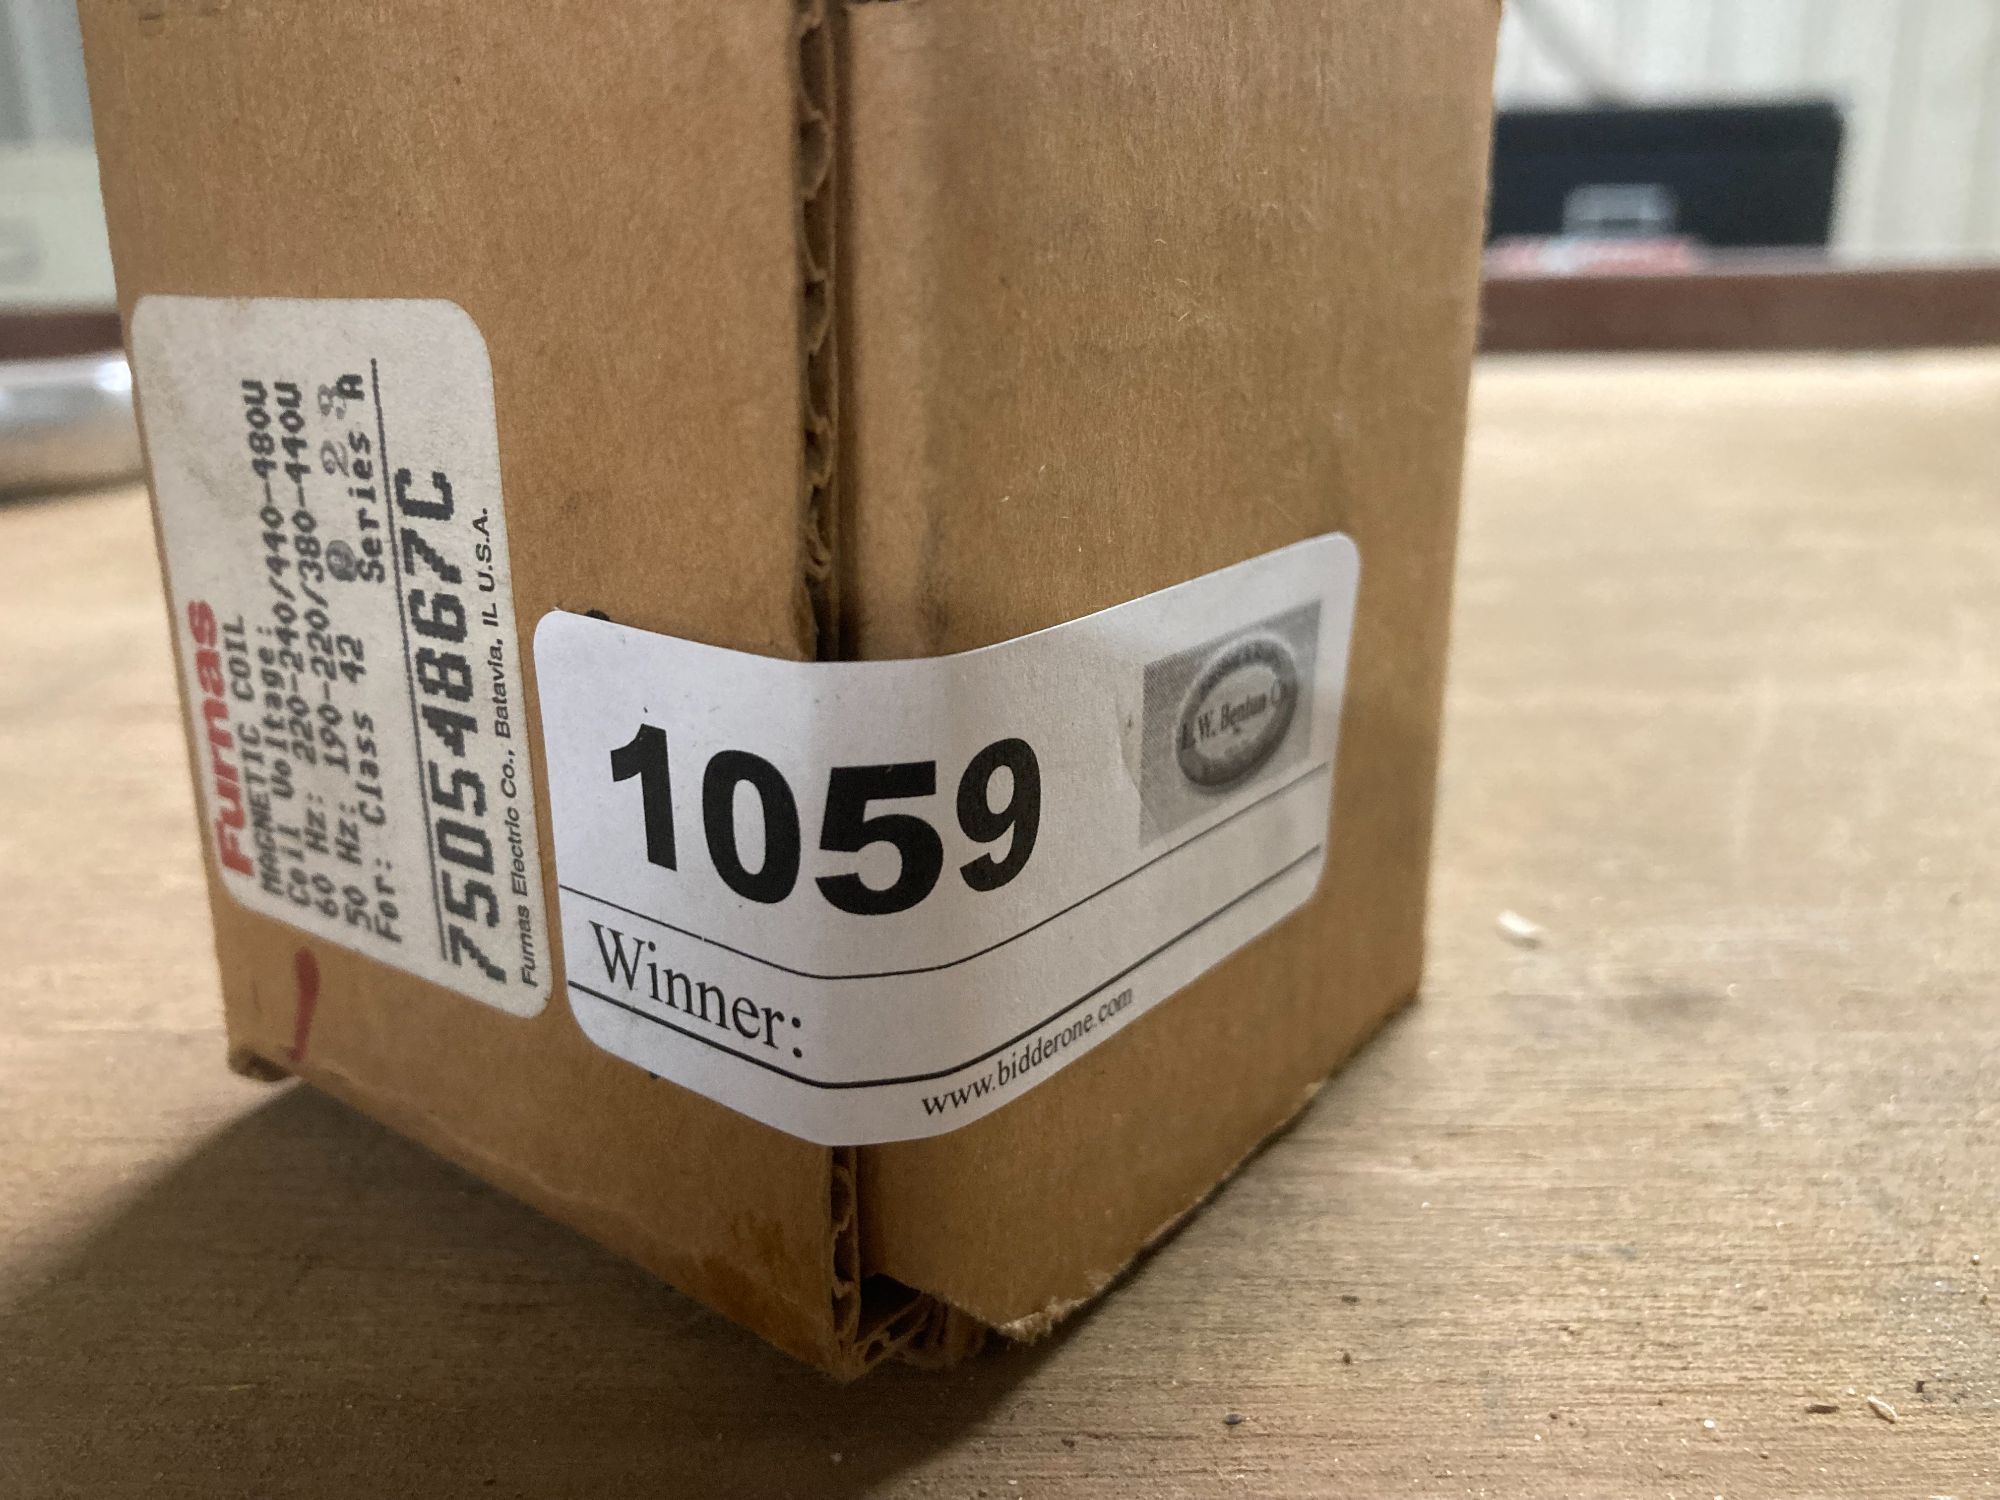 Furnas
MAGNETIC COIL
Coil Voltage:
60 Hz: 220-240/440-480V
50 Hz: 190-220/380-440V
For: Class 42 Series A
75D54867C
Furnas Electric Co., Batavia, IL U.S.A.
1059
Winner:
www.bidderone.com